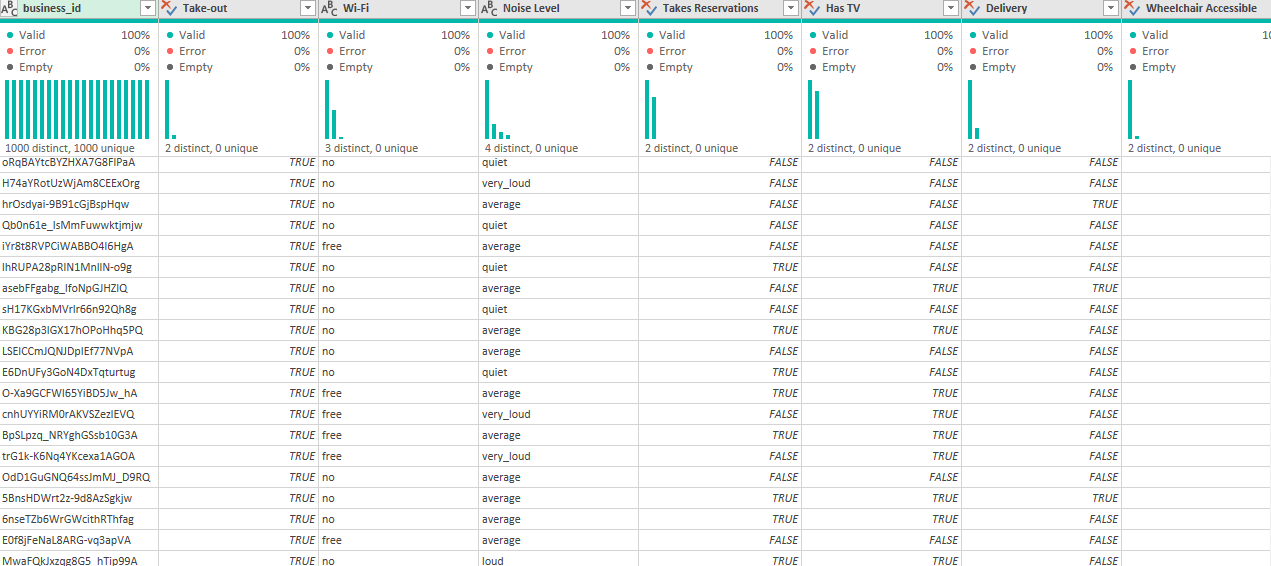 ABC business_id Take-out ABC Wi-Fi ABC Noise Level Takes Reservations Has TV Delivery Wheelchair Accessible
Valid 100% Valid 100% Valid 100% Valid 100% Valid 100% Valid 100% Valid 100% Valid
Error 0% Error 0% Error 0% Error 0% Error 0% Error 0% Error 0% Error
Empty 0% Empty 0% Empty 0% Empty 0% Empty 0% Empty 0% Empty 0% Empty
1000 distinct, 1000 unique 2 distinct, 0 unique 3 distinct, 0 unique 4 distinct, 0 unique 2 distinct, 0 unique 2 distinct, 0 unique 2 distinct, 0 unique 2 distinct, 0 unique
TRUE no quiet FALSE FALSE FALSE
H74aYRotUzWjAm8CEExOrg TRUE no very_loud FALSE FALSE FALSE
hrOsdyai-9B91cGjBspHqw TRUE no average FALSE FALSE TRUE
TRUE no quiet FALSE FALSE FALSE
iYr8t8RVPCiWABBO4I6HgA TRUE free average FALSE FALSE FALSE
TRUE no quiet TRUE FALSE FALSE
TRUE no average FALSE TRUE TRUE
TRUE no quiet FALSE FALSE FALSE
KBG28p3IGX17hOPoHhq5PQ TRUE no average TRUE TRUE FALSE
TRUE no average FALSE FALSE FALSE
E6DnUFy3GoN4DxTqturtug TRUE no quiet TRUE FALSE FALSE
TRUE free average TRUE TRUE FALSE
TRUE free very_loud FALSE TRUE FALSE
BpSLpzq_NRYghGSsb10G3A TRUE free average TRUE TRUE FALSE
trG1k-K6Nq4YKcexa1AGOA TRUE free very_loud TRUE TRUE FALSE
OdD1GuGNQ64ssJmMJ_D9RQ TRUE no average FALSE FALSE FALSE
5BnsHDWrt2z-9d8AzSgkjw TRUE no average TRUE TRUE TRUE
6nseTZb6WrGWcithRThfag TRUE no average TRUE TRUE FALSE
E0f8jFeNaL8ARG-vq3apVA TRUE free average FALSE FALSE FALSE
TRUE no loud TRUE TRUE FALSE